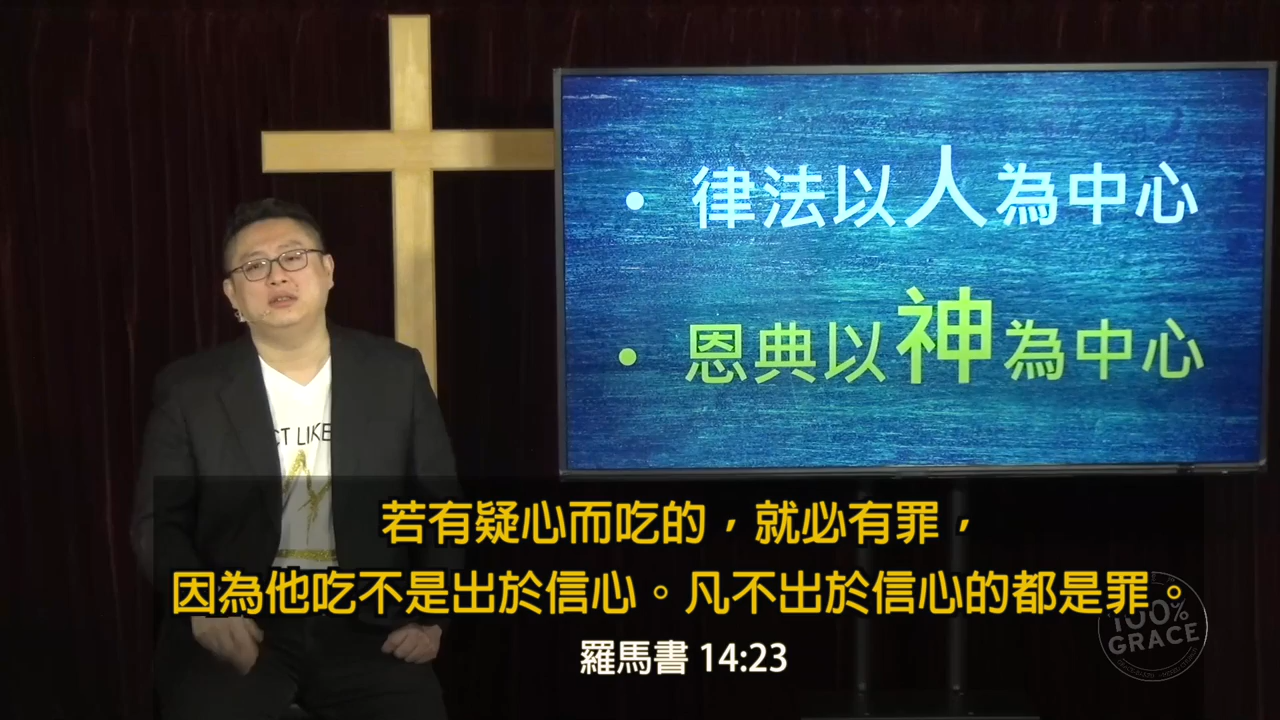 • 律法以人為中心
• 恩典以神為中心
CT LIKE
若有疑心而吃的，就必有罪，
因為他吃不是出於信心。凡不出於信心的都是罪。
羅馬書 14:23
100%
GRACE